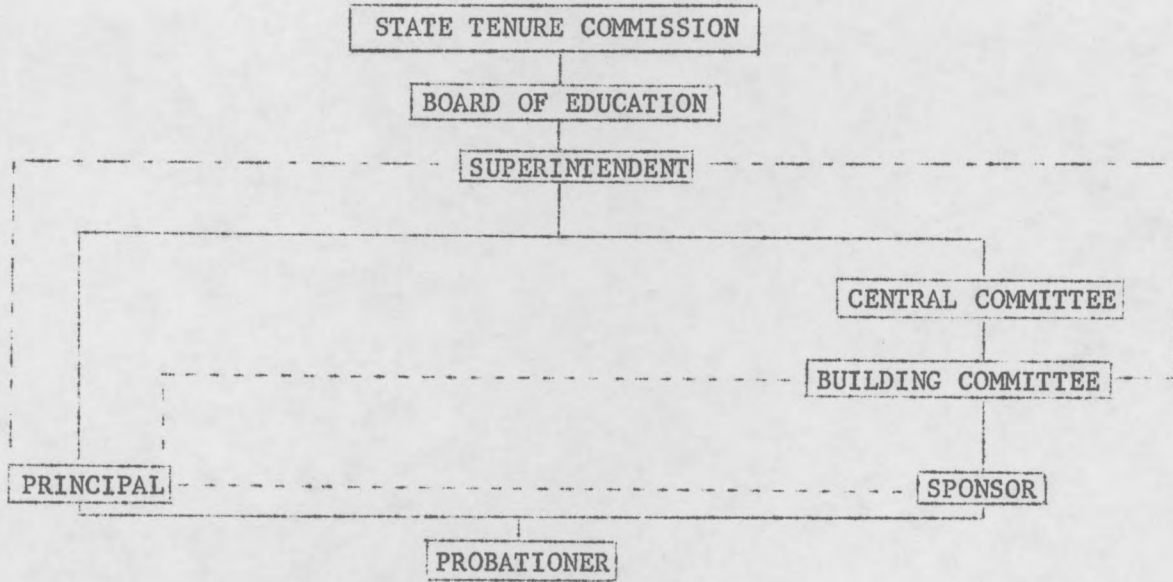 STATE TENURE COMMISSION
BOARD OF EDUCATION
SUPERINTENDENT
CENTRAL COMMITTEE
BUILDING COMMITTEE
PRINCIPAL
SPONSOR
PROBATIONER